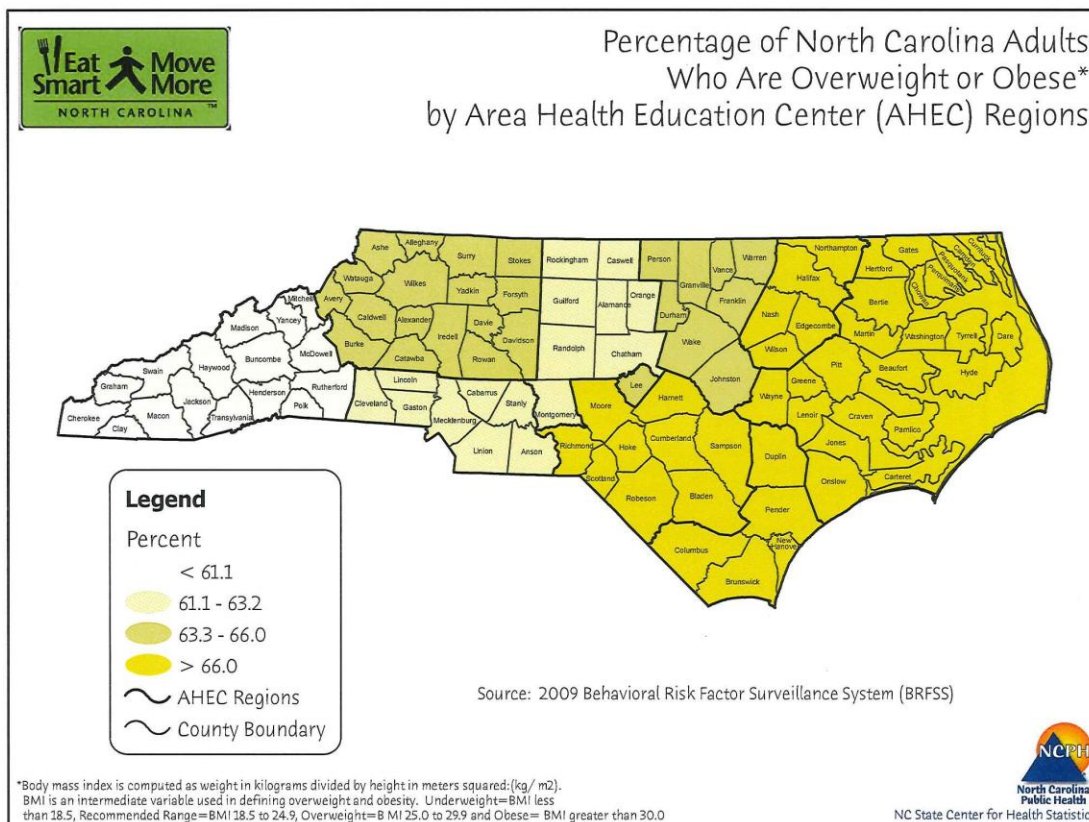 Eat Move
Smart More
NORTH CAROLINA ™
Percentage of North Carolina Adults
Who Are Overweight or Obese*
by Area Health Education Center (AHEC) Regions
Ashe
Alleghany
Surry
Stokes
Rockingham
Caswell
Person
Vance
Warren
Northampton
Gates
Currituck
Camden
Pasquotank
Perquimans
Chowan
Hertford
Halifax
Granville
Watauga
Wilkes
Yadkin
Forsyth
Guilford
Alamance
Orange
Durham
Franklin
Bertie
Mitchell
Avery
Caldwell
Alexander
Iredell
Davie
Davidson
Nash
Edgecombe
Martin
Washington
Tyrrell
Dare
Yancey
Madison
Burke
Catawba
Rowan
Randolph
Chatham
Wake
Wilson
McDowell
Buncombe
Haywood
Swain
Graham
Johnston
Lee
Greene
Pitt
Beaufort
Hyde
Rutherford
Lincoln
Cleveland
Gaston
Cabarrus
Stanly
Montgomery
Moore
Harnett
Wayne
Lenoir
Craven
Pamlico
Cherokee
Clay
Macon
Jackson
Transylvania
Henderson
Polk
Mecklenburg
Union
Anson
Richmond
Hoke
Cumberland
Sampson
Duplin
Jones
Onslow
Carteret
Scotland
Robeson
Bladen
Pender
Columbus
Brunswick
New
Hanover
Legend
Percent
< 61.1
61.1 - 63.2
63.3 - 66.0
> 66.0
AHEC Regions
County Boundary
Source: 2009 Behavioral Risk Factor Surveillance System (BRFSS)
*Body mass index is computed as weight in kilograms divided by height in meters squared:(kg/ m2).
BMI is an intermediate variable used in defining overweight and obesity. Underweight=BMI less
than 18.5, Recommended Range=BMI 18.5 to 24.9, Overweight=B MI 25.0 to 29.9 and Obese= BMI greater than 30.0
NCPH
North Carolina
Public Health
NC State Center for Health Statistic